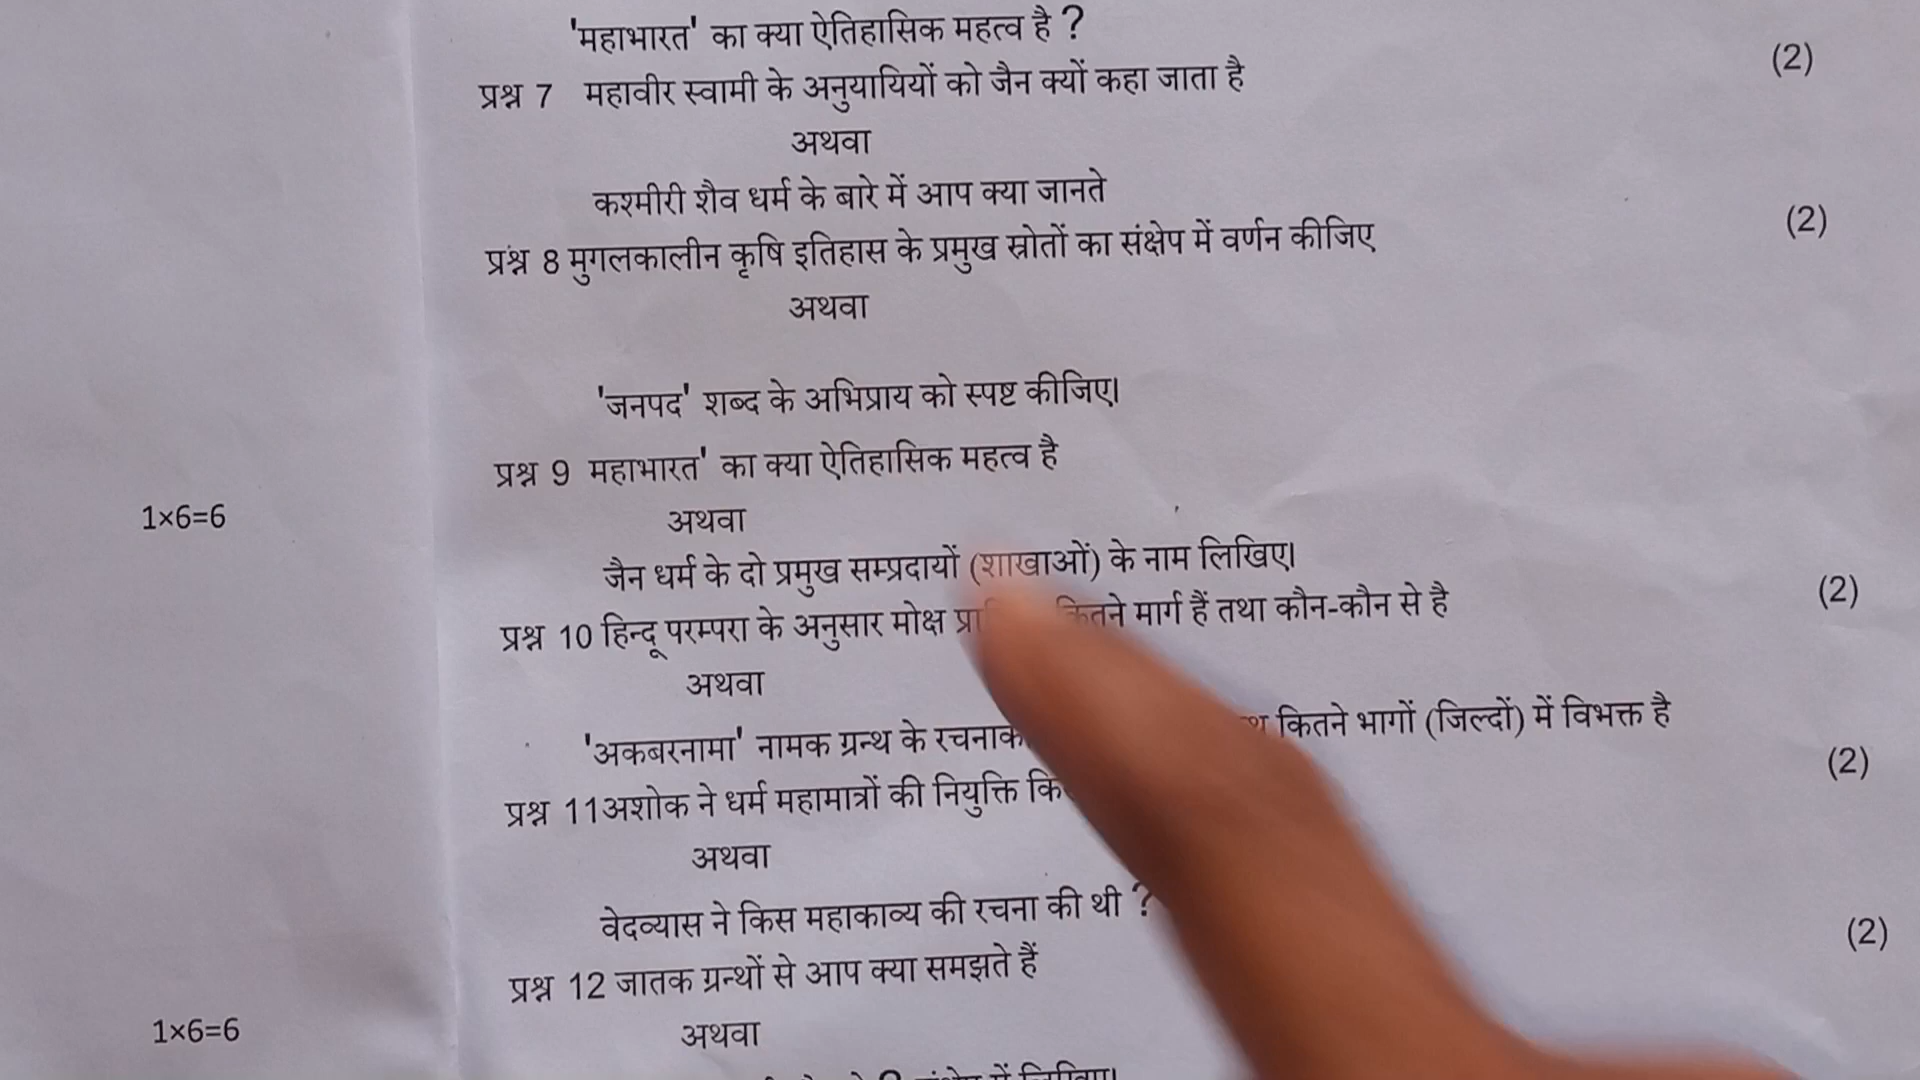 'महाभारत' का क्या ऐतिहासिक महत्व है ?
(2)
प्रश्न 7 महावीर स्वामी के अनुयायियों को जैन क्यों कहा जाता है
अथवा
कश्मीरी शैव धर्म के बारे में आप क्या जानते
(2)
प्रश्न 8 मुगलकालीन कृषि इतिहास के प्रमुख स्रोतों का संक्षेप में वर्णन कीजिए
अथवा
'जनपद' शब्द के अभिप्राय को स्पष्ट कीजिए।
प्रश्न 9 महाभारत' का क्या ऐतिहासिक महत्व है
1×6=6
अथवा
जैन धर्म के दो प्रमुख सम्प्रदायों (शाखाओं) के नाम लिखिए।
(2)
प्रश्न 10 हिन्दू परम्परा के अनुसार मोक्ष कितने मार्ग हैं तथा कौन-कौन से है
अथवा
'अकबरनामा' नामक ग्रन्थ के कितने भागों (जिल्दों) में विभक्त है
(2)
प्रश्न 11अशोक ने धर्म महामात्रों की नियुक्ति
अथवा
वेदव्यास ने किस महाकाव्य की रचना की थी ?
(2)
प्रश्न 12 जातक ग्रन्थों से आप क्या समझते हैं
1×6=6
अथवा